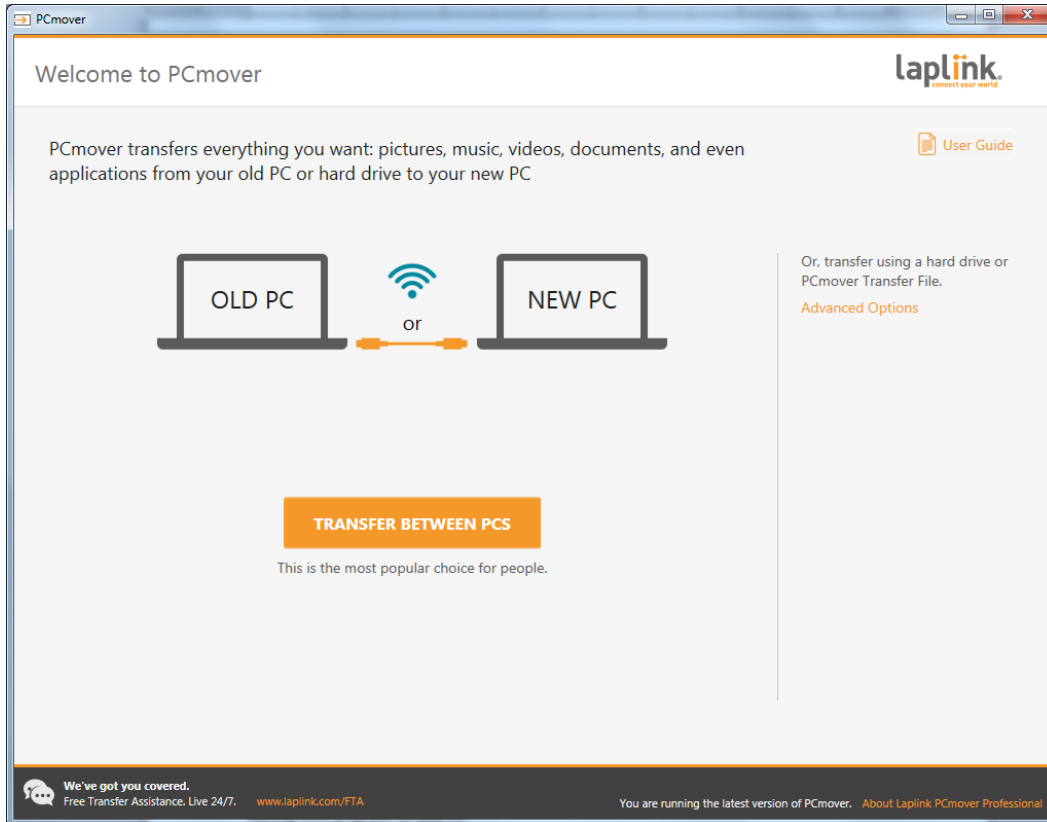 PCmover
Welcome to PCmover
laplink.
connect your world
PCmover transfers everything you want: pictures, music, videos, documents, and even
applications from your old PC or hard drive to your new PC
User Guide
OLD PC
or
NEW PC
Or, transfer using a hard drive or
PCmover Transfer File.
Advanced Options
TRANSFER BETWEEN PCS
This is the most popular choice for people.
We've got you covered.
Free Transfer Assistance. Live 24/7. www.laplink.com/FTA
You are running the latest version of PCmover. About Laplink PCmover Professional